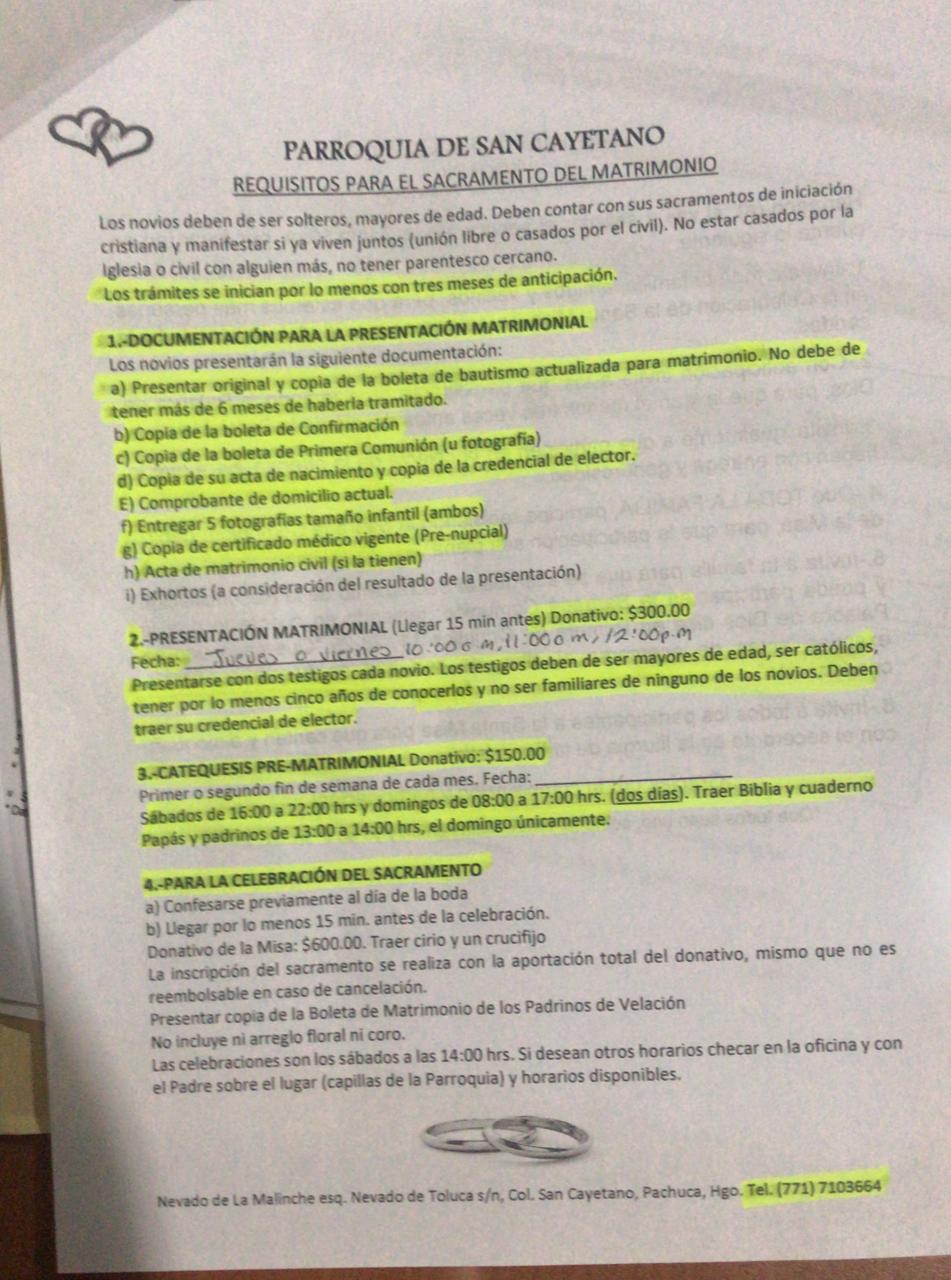 PARROQUIA DE SAN CAYETANO
REQUISITOS PARA EL SACRAMENTO DEL MATRIMONIO
Los novios deben de ser solteros, mayores de edad. Deben contar con sus sacramentos de iniciación
cristiana y manifestar si ya viven juntos (unión libre o casados por el civil). No estar casados por la
Iglesia o civil con alguien más, no tener parentesco cercano.
Los trámites se inician por lo menos con tres meses de anticipación.
1.-DOCUMENTACIÓN PARA LA PRESENTACIÓN MATRIMONIAL
Los novios presentarán la siguiente documentación:
a) Presentar original y copia de la boleta de bautismo actualizada para matrimonio. No debe de
tener más de 6 meses de haberla tramitado.
b) Copia de la boleta de Confirmación
c) Copia de la boleta de Primera Comunión (u fotografía)
d) Copia de su acta de nacimiento y copia de la credencial de elector.
E) Comprobante de domicilio actual.
f) Entregar 5 fotografías tamaño infantil (ambos)
g) Copia de certificado médico vigente (Pre-nupcial)
h) Acta de matrimonio civil (si la tienen)
i) Exhortos (a consideración del resultado de la presentación)
2.-PRESENTACIÓN MATRIMONIAL (Llegar 15 min antes) Donativo: $300.00
Fecha: Jueves o viernes 10:00 a m, 11:00 a m, 12:00 p.m
Presentarse con dos testigos cada novio. Los testigos deben de ser mayores de edad, ser católicos,
tener por lo menos cinco años de conocerlos y no ser familiares de ninguno de los novios. Deben
traer su credencial de elector.
3.-CATEQUESIS PRE-MATRIMONIAL Donativo: $150.00
Primer o segundo fin de semana de cada mes. Fecha:
Sábados de 16:00 a 22:00 hrs y domingos de 08:00 a 17:00 hrs. (dos días). Traer Biblia y cuaderno
Papás y padrinos de 13:00 a 14:00 hrs, el domingo únicamente.
4.-PARA LA CELEBRACIÓN DEL SACRAMENTO
a) Confesarse previamente al día de la boda
b) Llegar por lo menos 15 min. antes de la celebración.
Donativo de la Misa: $600.00. Traer cirio y un crucifijo
La inscripción del sacramento se realiza con la aportación total del donativo, mismo que no es
reembolsable en caso de cancelación.
Presentar copia de la Boleta de Matrimonio de los Padrinos de Velación
No incluye ni arreglo floral ni coro.
Las celebraciones son los sábados a las 14:00 hrs. Si desean otros horarios checar en la oficina y con
el Padre sobre el lugar (capillas de la Parroquia) y horarios disponibles.
Nevado de La Malinche esq. Nevado de Toluca s/n, Col. San Cayetano, Pachuca, Hgo. Tel. (771) 7103664